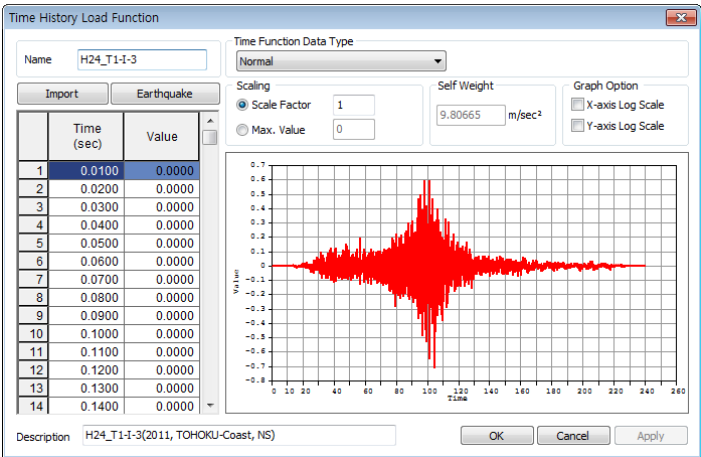 Time History Load Function
Name H24_T1-I-3
Time Function Data Type
Normal
Import Earthquake
Scaling
Scale Factor 1
Max. Value 0
Self Weight
9.80665 m/sec²
Graph Option
X-axis Log Scale
Y-axis Log Scale
Time (sec) Value
1 0.0100 0.0000
2 0.0200 0.0000
3 0.0300 0.0000
4 0.0400 0.0000
5 0.0500 0.0000
6 0.0600 0.0000
7 0.0700 0.0000
8 0.0800 0.0000
9 0.0900 0.0000
10 0.1000 0.0000
11 0.1100 0.0000
12 0.1200 0.0000
13 0.1300 0.0000
14 0.1400 0.0000
0.7
0.6
0.5
0.4
0.3
0.2
0.1
0
-0.1
-0.2
-0.3
-0.4
-0.5
-0.6
-0.7
-0.8
Value
0 10 20 40 60 80 100 120 140 160 180 200 220 240 260
Time
Description H24_T1-I-3(2011, TOHOKU-Coast, NS)
OK Cancel Apply